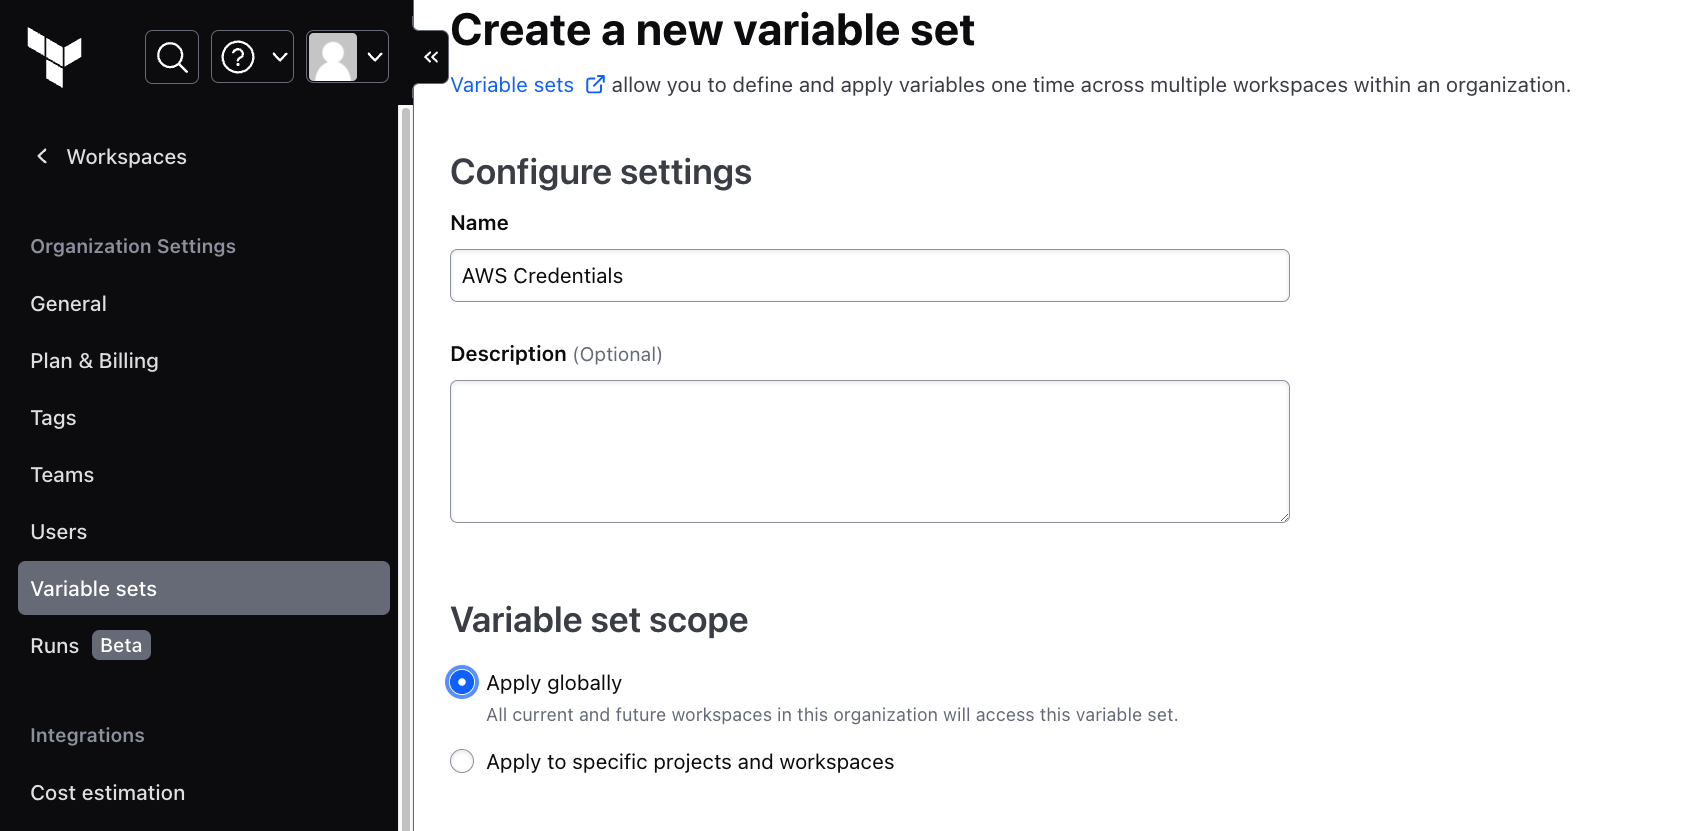 Workspaces
Organization Settings
General
Plan & Billing
Tags
Teams
Users
Variable sets
Runs Beta
Integrations
Cost estimation
Create a new variable set
Variable sets allow you to define and apply variables one time across multiple workspaces within an organization.
Configure settings
Name
AWS Credentials
Description (Optional)
Variable set scope
Apply globally
All current and future workspaces in this organization will access this variable set.
Apply to specific projects and workspaces